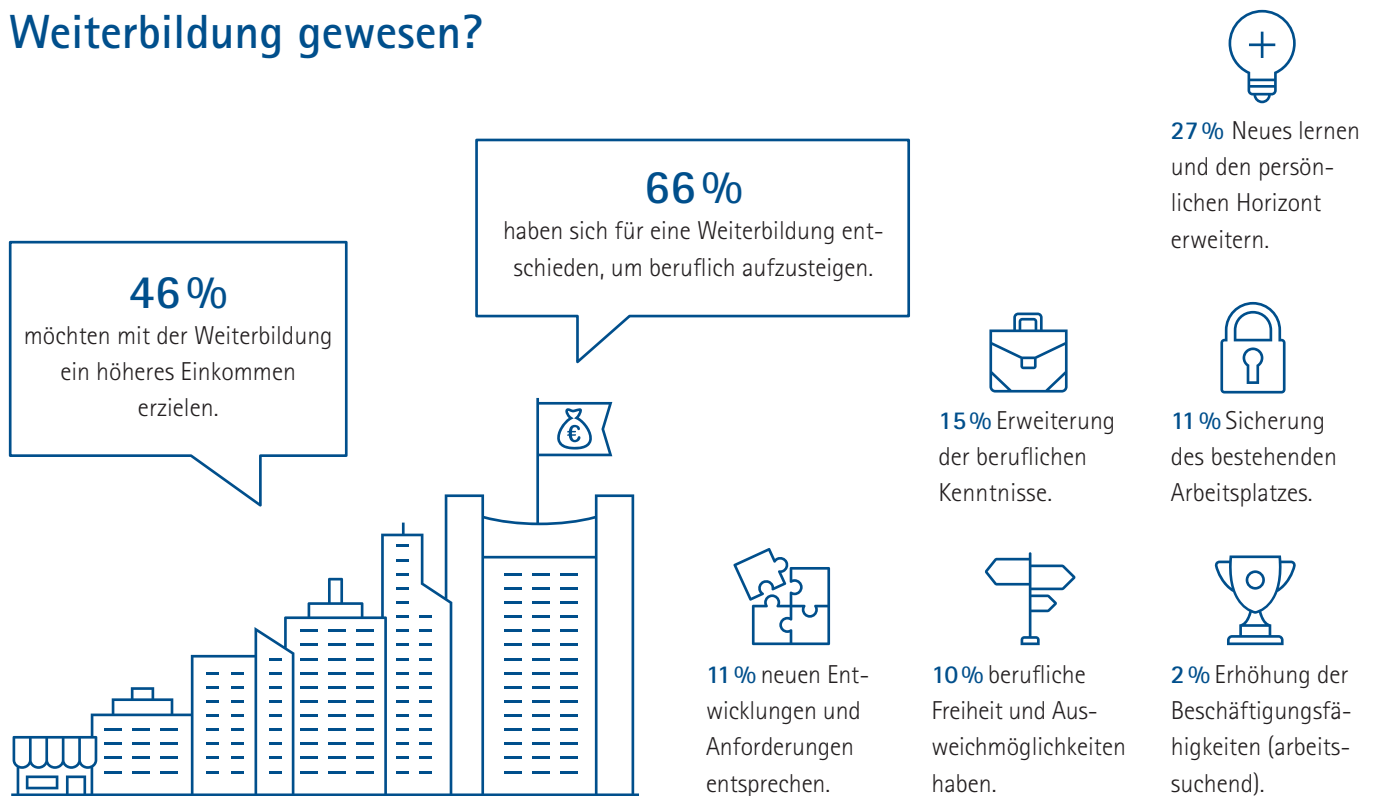 Weiterbildung gewesen?
27% Neues lernen
und den persön-
lichen Horizont
erweitern.
66%
haben sich für eine Weiterbildung ent-
schieden, um beruflich aufzusteigen.
46%
möchten mit der Weiterbildung
ein höheres Einkommen
erzielen.
€
15% Erweiterung
der beruflichen
Kenntnisse.
11% Sicherung
des bestehenden
Arbeitsplatzes.
11% neuen Ent-
wicklungen und
Anforderungen
entsprechen.
10% berufliche
Freiheit und Aus-
weichmöglichkeiten
haben.
2% Erhöhung der
Beschäftigungsfä-
higkeiten (arbeits-
suchend).